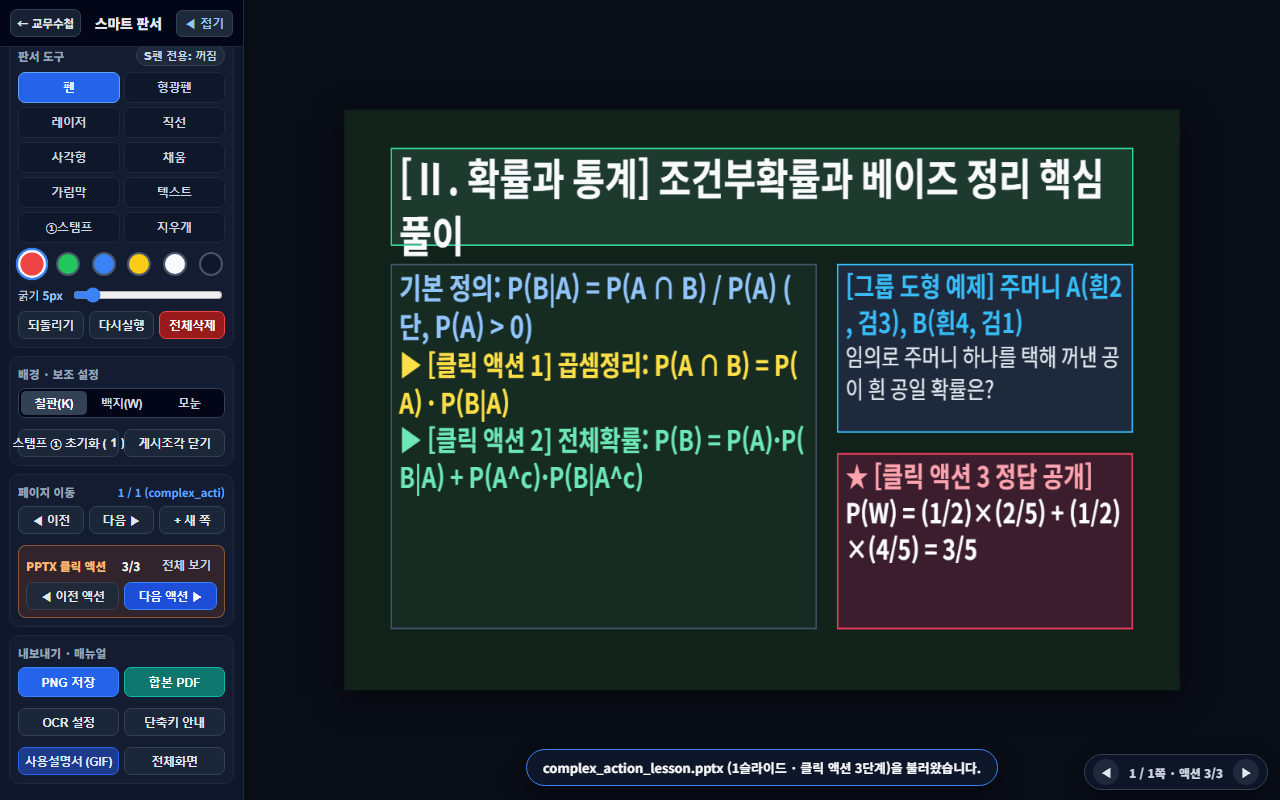 ← 교무수첩 스마트 판서 ◀ 접기
판서 도구 S펜 전용: 꺼짐
펜 형광펜
레이저 직선
사각형 채움
가림막 텍스트
①스탬프 지우개
굵기 5px
되돌리기 다시실행 전체삭제
배경 · 보조 설정
칠판(K) 백지(W) 모눈
스탬프 ① 초기화 ( 1 ) 게시조각 닫기
페이지 이동 1 / 1 (complex_acti)
◀ 이전 다음 ▶ + 새 쪽
PPTX 클릭 액션 3/3 전체 보기
◀ 이전 액션 다음 액션 ▶
내보내기 · 매뉴얼
PNG 저장 합본 PDF
OCR 설정 단축키 안내
사용설명서 (GIF) 전체화면
[Ⅱ. 확률과 통계] 조건부확률과 베이즈 정리 핵심
풀이
기본 정의: P(B|A) = P(A ∩ B) / P(A) (
단, P(A) > 0)
▶ [클릭 액션 1] 곱셈정리: P(A ∩ B) = P(
A) · P(B|A)
▶ [클릭 액션 2] 전체확률: P(B) = P(A)·P(
B|A) + P(A^c)·P(B|A^c)
[그룹 도형 예제] 주머니 A(흰2
, 검3), B(흰4, 검1)
임의로 주머니 하나를 택해 꺼낸 공
이 흰 공일 확률은?
★ [클릭 액션 3 정답 공개]
P(W) = (1/2)×(2/5) + (1/2)
×(4/5) = 3/5
complex_action_lesson.pptx (1슬라이드 · 클릭 액션 3단계)을 불러왔습니다.
◀ 1 / 1쪽 · 액션 3/3 ▶